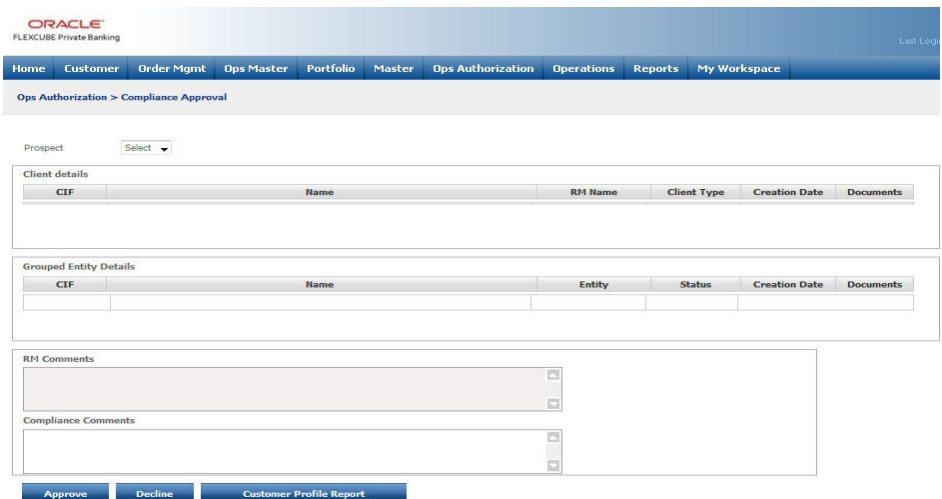 ORACLE
FLEXCUBE Private Banking
Last Login
Home Customer Order Mgmt Ops Master Portfolio Master Ops Authorization Operations Reports My Workspace
Ops Authorization > Compliance Approval
Prospect Select
Client details
CIF Name RM Name Client Type Creation Date Documents
Grouped Entity Details
CIF Name Entity Status Creation Date Documents
RM Comments
Compliance Comments
Approve Decline Customer Profile Report